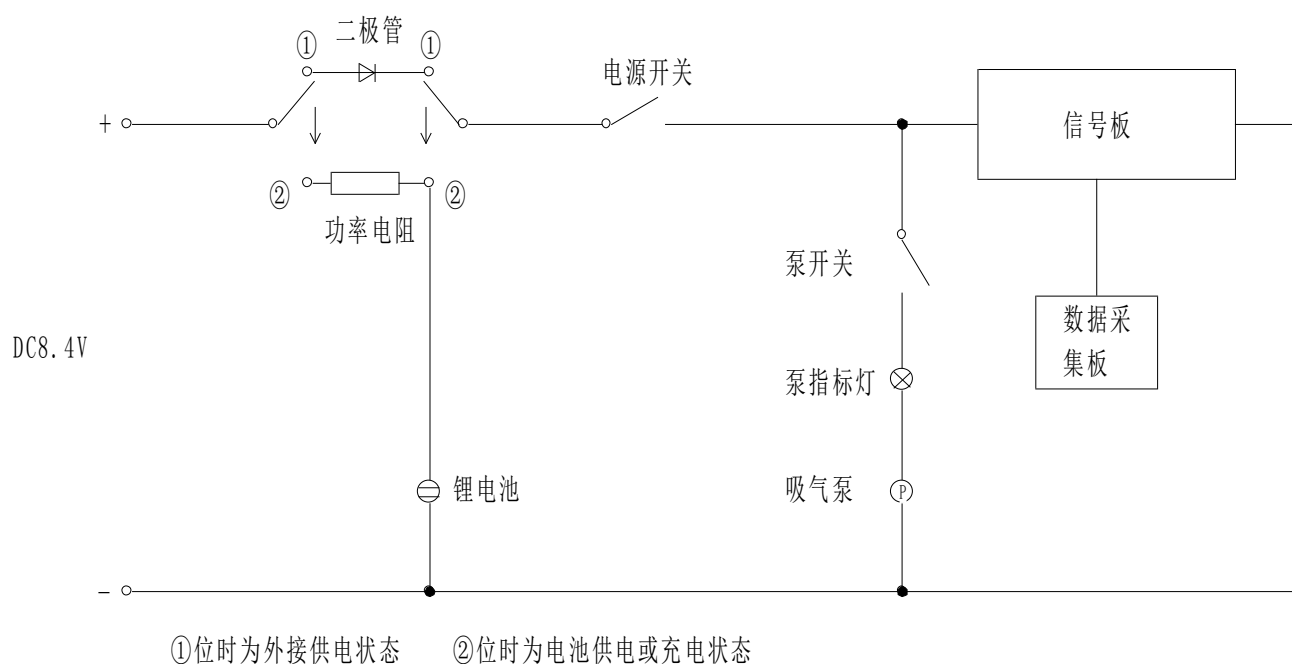 二极管
① ①
电源开关
+
信号板
② ②
功率电阻
泵开关
数据采
集板
DC8.4V
泵指标灯
锂电池
吸气泵
P
-
①位时为外接供电状态 ②位时为电池供电或充电状态